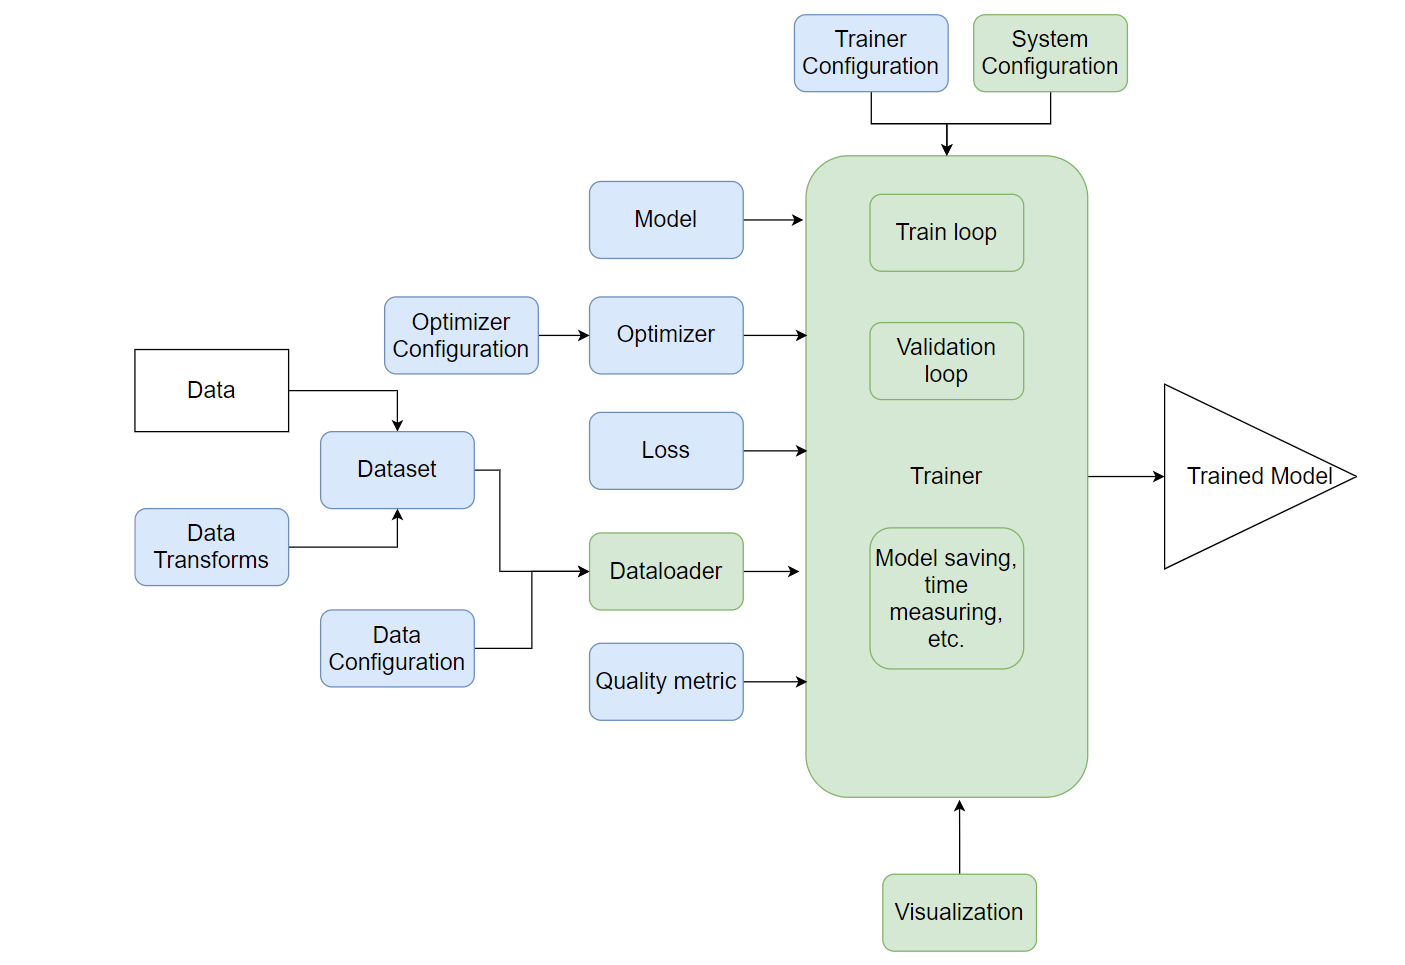 Trainer
Configuration
System
Configuration
Model
Train loop
Optimizer
Configuration
Optimizer
Validation
loop
Data
Dataset
Loss
Trainer
Trained Model
Data
Transforms
Dataloader
Model saving,
time
measuring,
etc.
Data
Configuration
Quality metric
Visualization